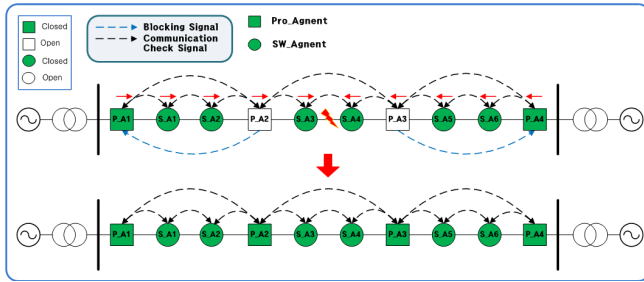 Closed
Open
Closed
Open
Blocking Signal
Communication
Check Signal
Pro_Agnent
SW_Agnent
P_A1 S_A1 S_A2 P_A2 S_A3 S_A4 P_A3 S_A5 S_A6 P_A4
P_A1 S_A1 S_A2 P_A2 S_A3 S_A4 P_A3 S_A5 S_A6 P_A4